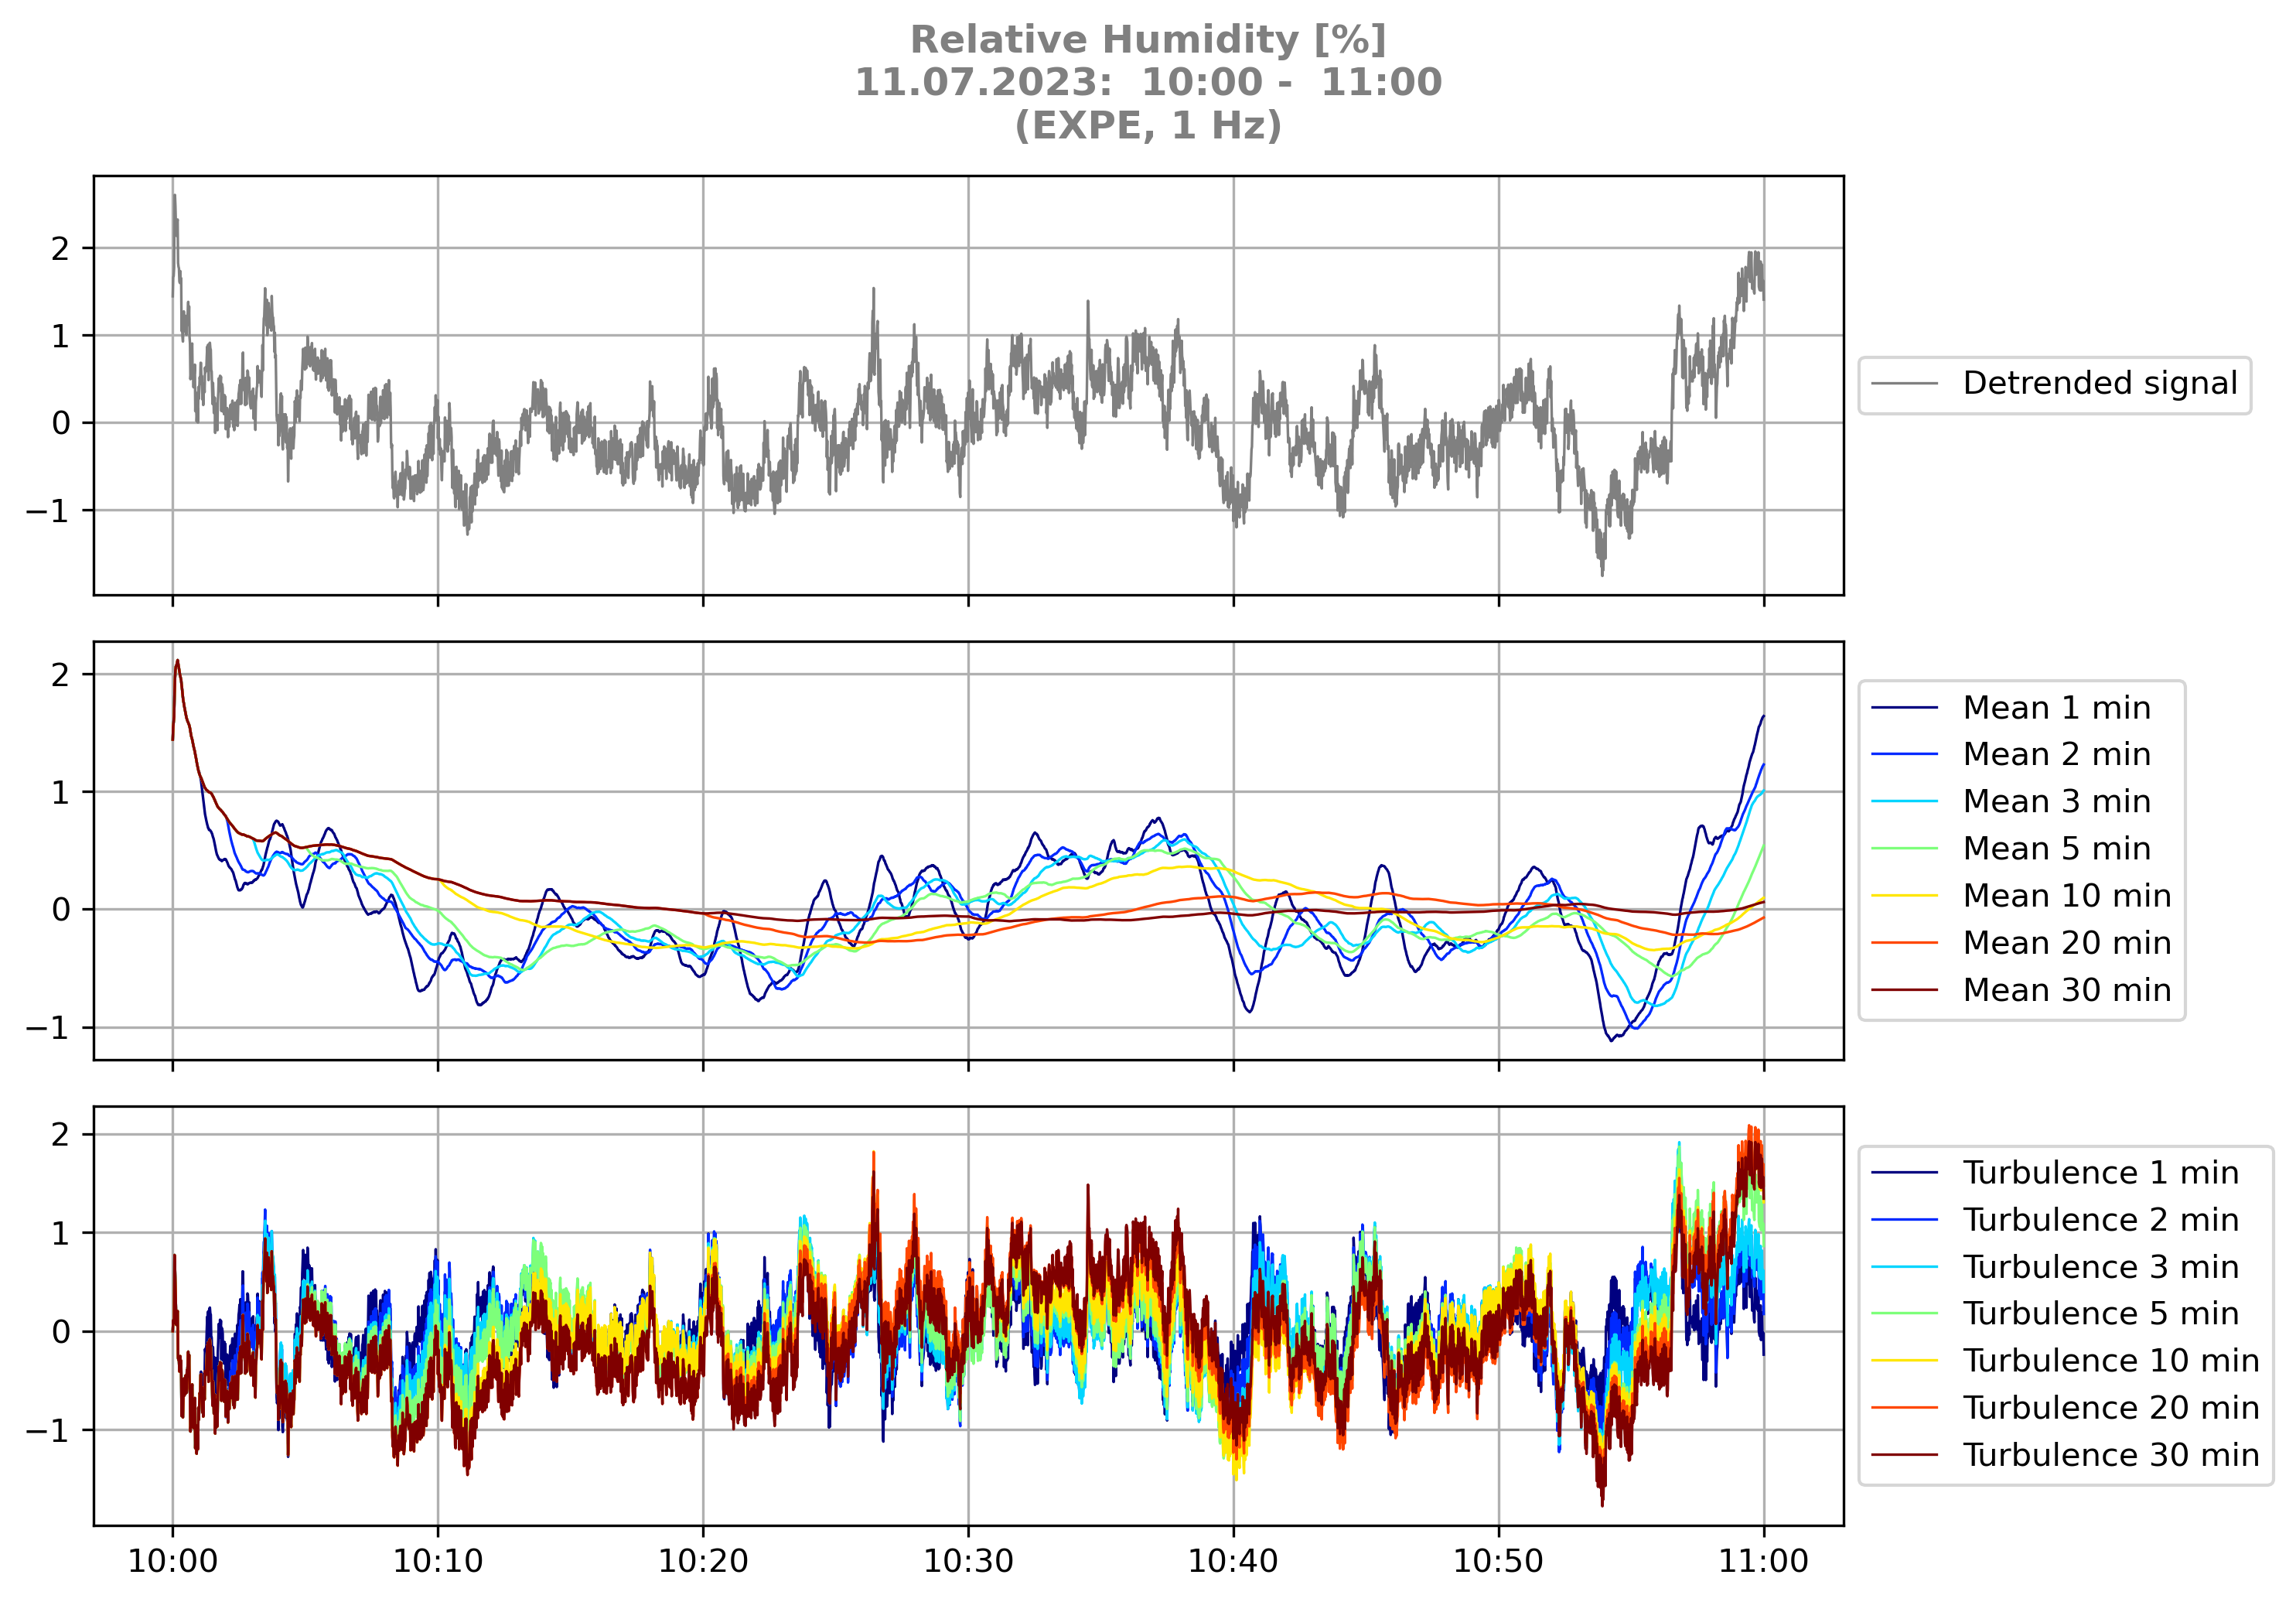 Relative Humidity [%]
11.07.2023:  10:00 -  11:00
(EXPE, 1 Hz)
2
1
0
−1
Detrended signal
2
1
0
−1
Mean 1 min
Mean 2 min
Mean 3 min
Mean 5 min
Mean 10 min
Mean 20 min
Mean 30 min
2
1
0
−1
Turbulence 1 min
Turbulence 2 min
Turbulence 3 min
Turbulence 5 min
Turbulence 10 min
Turbulence 20 min
Turbulence 30 min
10:00 10:10 10:20 10:30 10:40 10:50 11:00